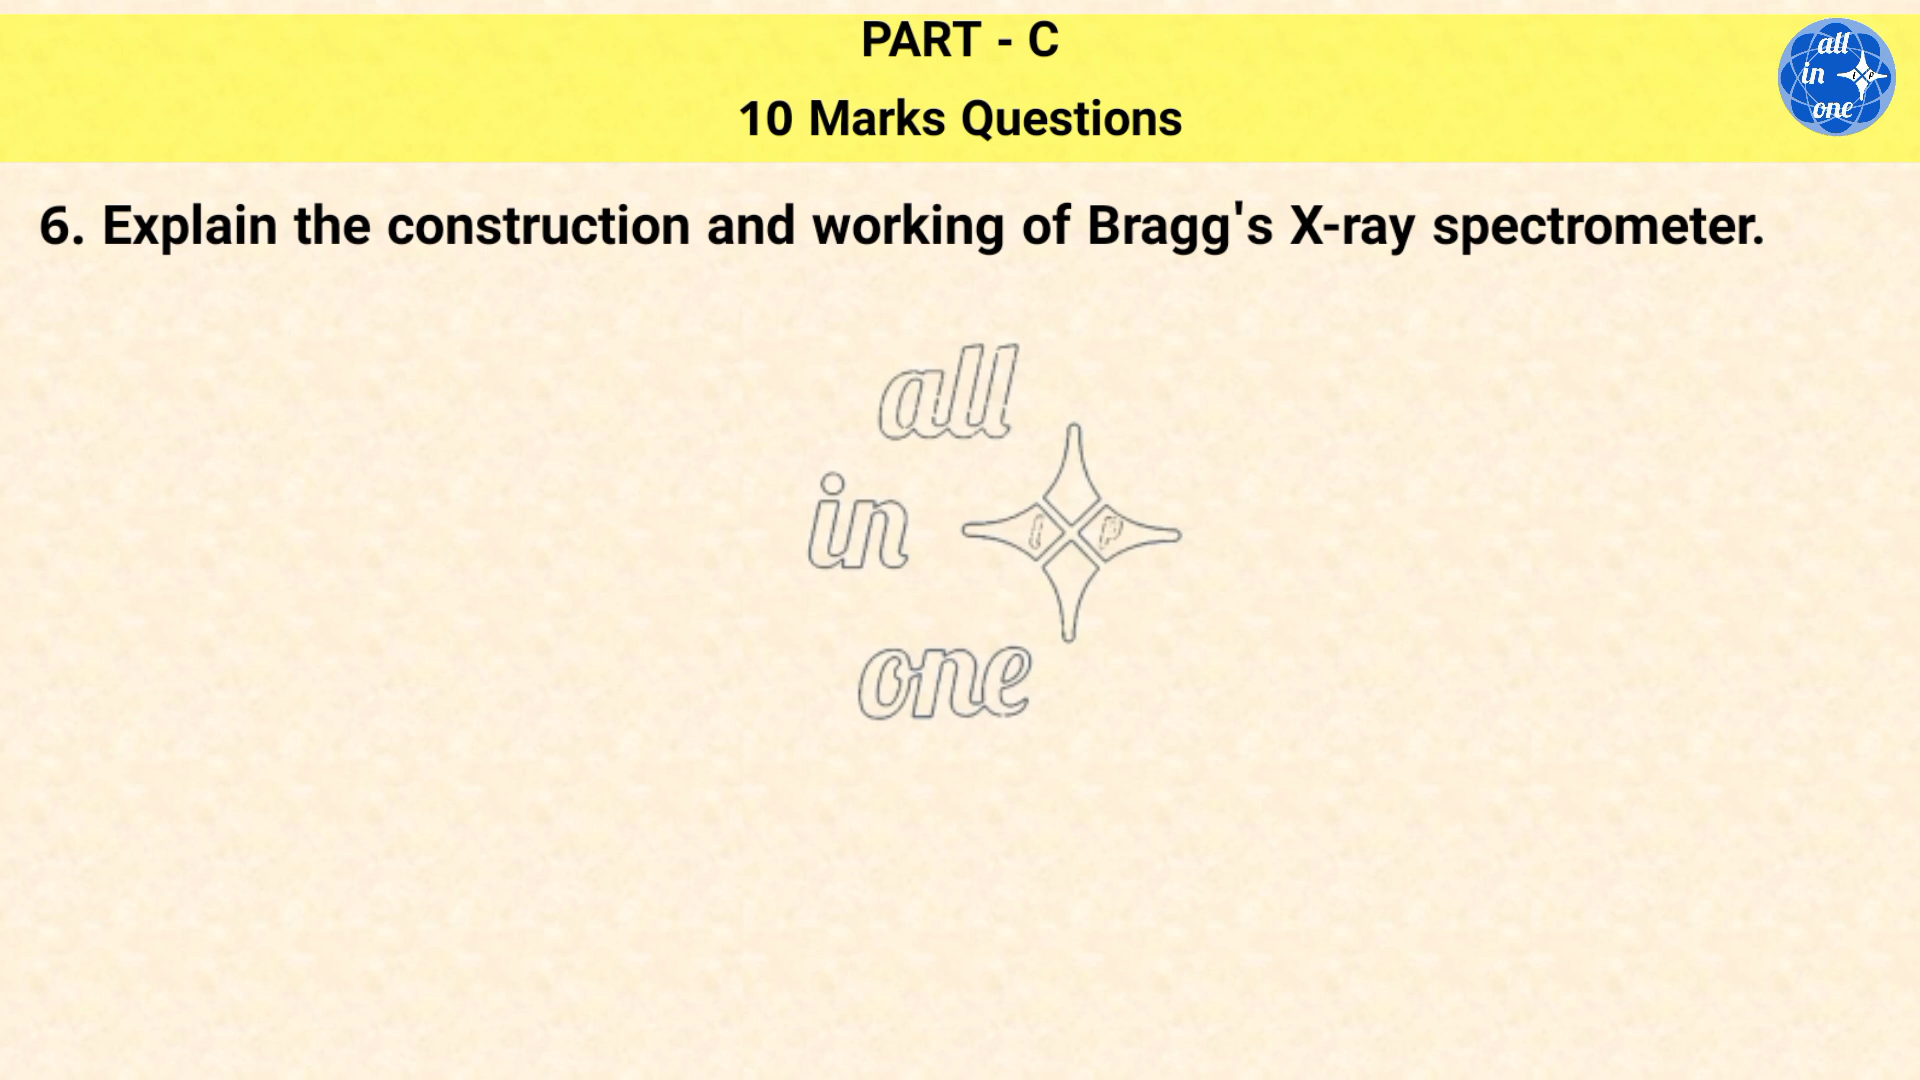 PART - C
10 Marks Questions
all
in
I P
one
6. Explain the construction and working of Bragg's X-ray spectrometer.
all
in
I P
one